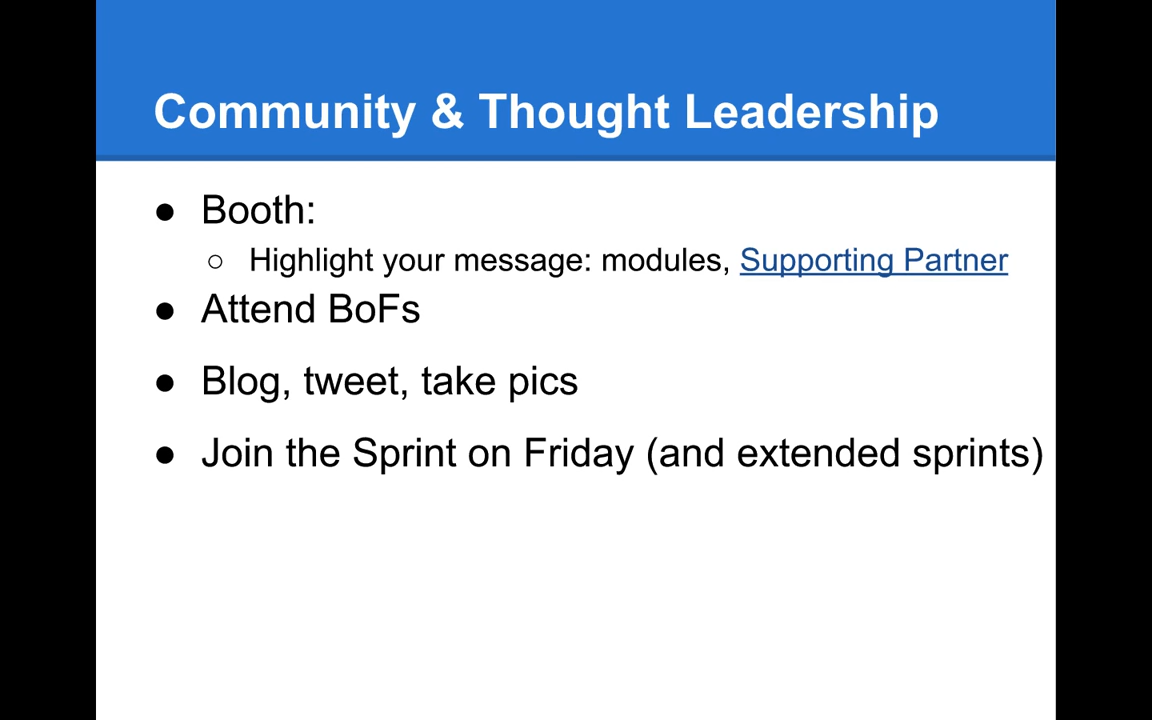 Community & Thought Leadership
● Booth:
○ Highlight your message: modules, Supporting Partner
● Attend BoFs
● Blog, tweet, take pics
● Join the Sprint on Friday (and extended sprints)